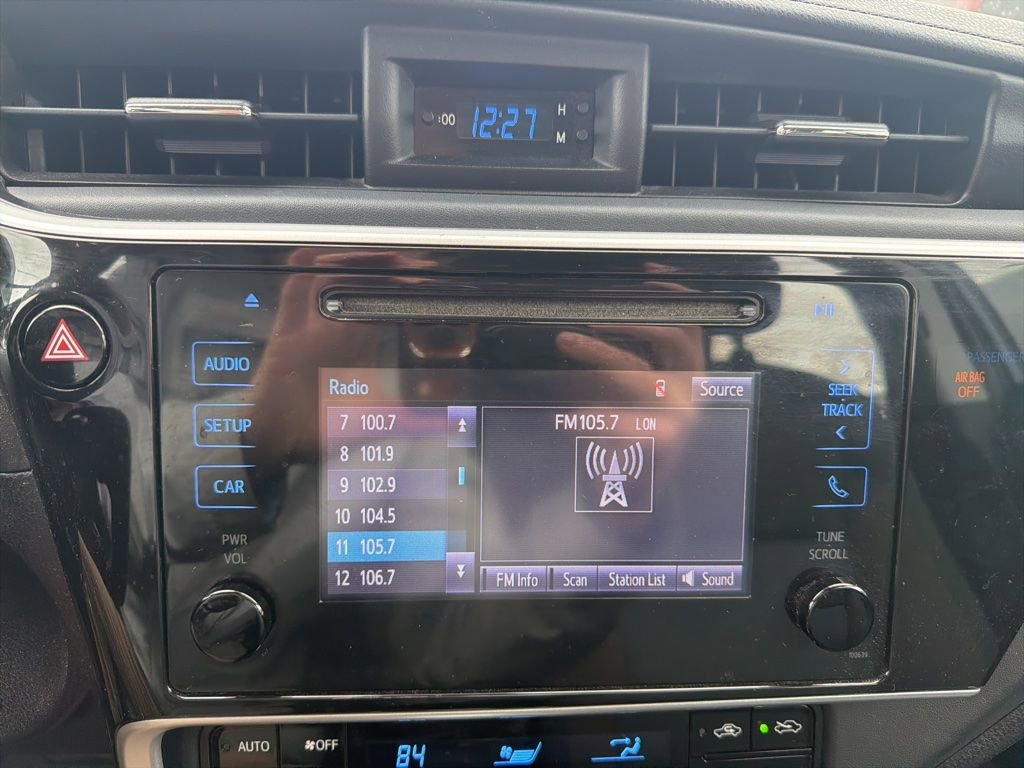 :00 12:27 H
M
AUDIO
SETUP
CAR
PWR
VOL
Radio
Source
7 100.7
8 101.9
9 102.9
10 104.5
11 105.7
12 106.7
FM105.7 LON
FM Info Scan Station List Sound
SEEK
TRACK
TUNE
SCROLL
100639
PASSENGER
AIR BAG
OFF
AUTO
OFF
84